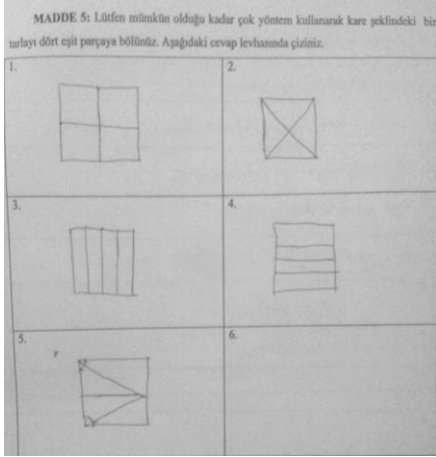 MADDE 5: Lütfen mümkün olduğu kadar çok yöntem kullanarak kare şeklindeki bir
tarlayı dört eşit parçaya bölünüz. Aşağıdaki cevap levhasında çiziniz.
1.
2.
3.
4.
5.
6.
Y